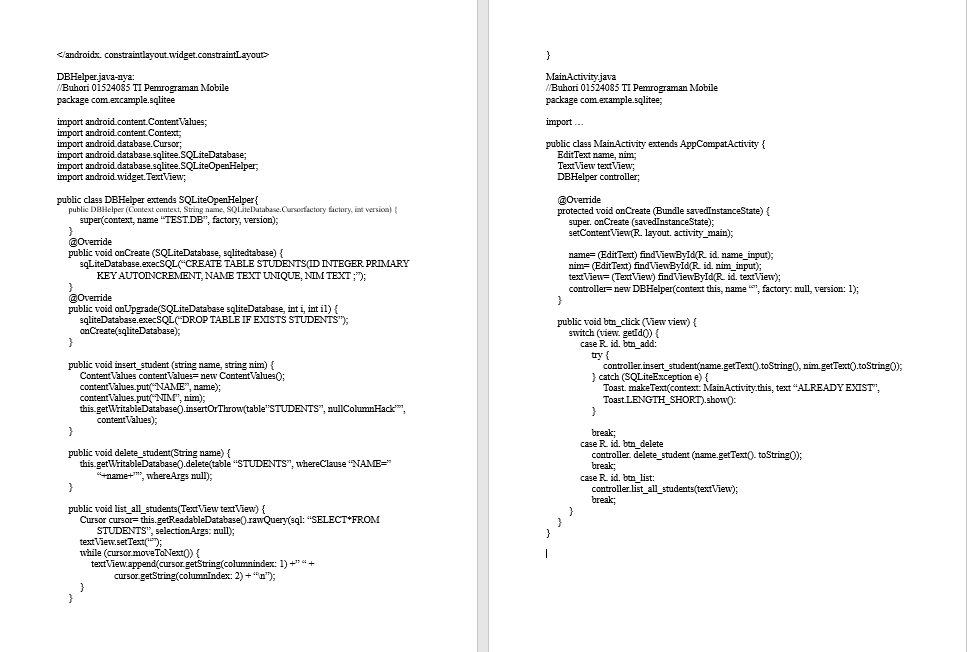 </androidx. constraintlayout.widget.constraintLayout>
DBHelper.java-nya:
//Buhori 01524085 TI Pemrograman Mobile
package com.excample.sqlitee
import android.content.ContentValues;
import android.content.Context;
import android.database.Cursor;
import android.database.sqlitee.SQLiteDatabase;
import android.database.sqlitee.SQLiteOpenHelper;
import android.widget.TextView;
public class DBHelper extends SQLiteOpenHelper{
public DBHelper (Context context, String name, SQLiteDatabase.Cursorfactory factory, int version) {
super(context, name “TEST.DB”, factory, version);
}
@Override
public void onCreate (SQLiteDatabase, sqlitedtabase) {
sqLiteDatabase.execSQL(“CREATE TABLE STUDENTS(ID INTEGER PRIMARY
KEY AUTOINCREMENT, NAME TEXT UNIQUE, NIM TEXT ;”);
}
@Override
public void onUpgrade(SQLiteDatabase sqliteDatabase, int i, int i1) {
sqliteDatabase.execSQL(“DROP TABLE IF EXISTS STUDENTS”);
onCreate(sqliteDatabase);
}
public void insert_student (string name, string nim) {
ContentValues contentValues= new ContentValues();
contentValues.put(“NAME”, name);
contentValues.put(“NIM”, nim);
this.getWritableDatabase().insertOrThrow(table”STUDENTS”, nullColumnHack””,
contentValues);
}
public void delete_student(String name) {
this.getWritableDatabase().delete(table “STUDENTS”, whereClause “NAME=”
“+name+””, whereArgs null);
}
public void list_all_students(TextView textView) {
Cursor cursor= this.getReadableDatabase().rawQuery(sql: “SELECT*FROM
STUDENTS”, selectionArgs: null);
textView.setText(“”);
while (cursor.moveToNext()) {
textView.append(cursor.getString(columnindex: 1) +” “ +
cursor.getString(columnIndex: 2) + “\n”);
}
}
}
MainActivity.java
//Buhori 01524085 TI Pemrograman Mobile
package com.example.sqlitee;
import …
public class MainActivity extends AppCompatActivity {
EditText name, nim;
TextView textView;
DBHelper controller;
@Override
protected void onCreate (Bundle savedInstanceState) {
super. onCreate (savedInstanceState);
setContentView(R. layout. activity_main);
name= (EditText) findViewById(R. id. name_input);
nim= (EditText) findViewById(R. id. nim_input);
textView= (TextView) findViewById(R. id. textView);
controller= new DBHelper(context this, name “”, factory: null, version: 1);
}
public void btn_click (View view) {
switch (view. getId()) {
case R. id. btn_add:
try {
controller.insert_student(name.getText().toString(), nim.getText().toString());
} catch (SQLiteException e) {
Toast. makeText(context: MainActivity.this, text “ALREADY EXIST”,
Toast.LENGTH_SHORT).show():
}
break;
case R. id. btn_delete
controller. delete_student (name.getText(). toString());
break;
case R. id. btn_list:
controller.list_all_students(textView);
break;
}
}
}